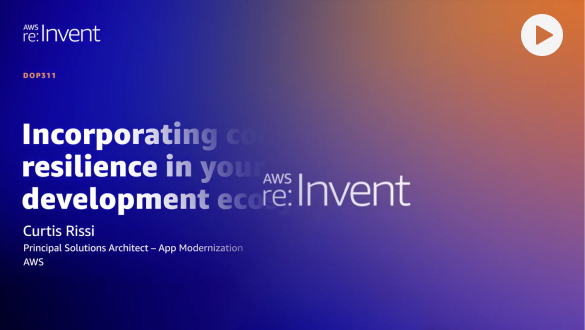 AWS
re:Invent
DOP311
Incorporating
resilience in your
development
AWS
re:Invent
Curtis Rissi
Principal Solutions Architect – App Modernization
AWS